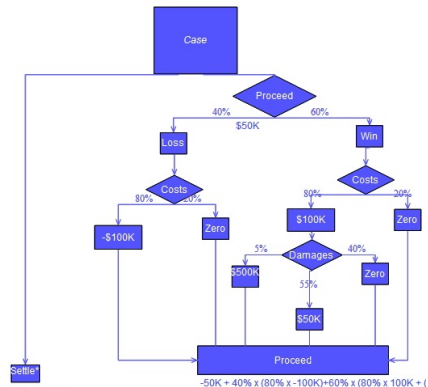 Case
Proceed
40%
60%
$50K
Loss
Win
Costs
Costs
80%
20%
80%
20%
-$100K
Zero
$100K
Zero
5%
Damages
40%
$500K
Zero
55%
$50K
Proceed
Settle*
-50K + 40% x (80% x -100K)+60% x (80% x 100K + (